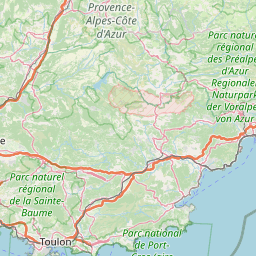 Provence-
Alpes-Côte
d'Azur
Parc naturel
régional
des Préalpes
d'Azur
Regionaler
Naturpark
der Voralpe
von Azur
Parc naturel
régional
de la Sainte-
Baume
Toulon
Parc national
de Port-